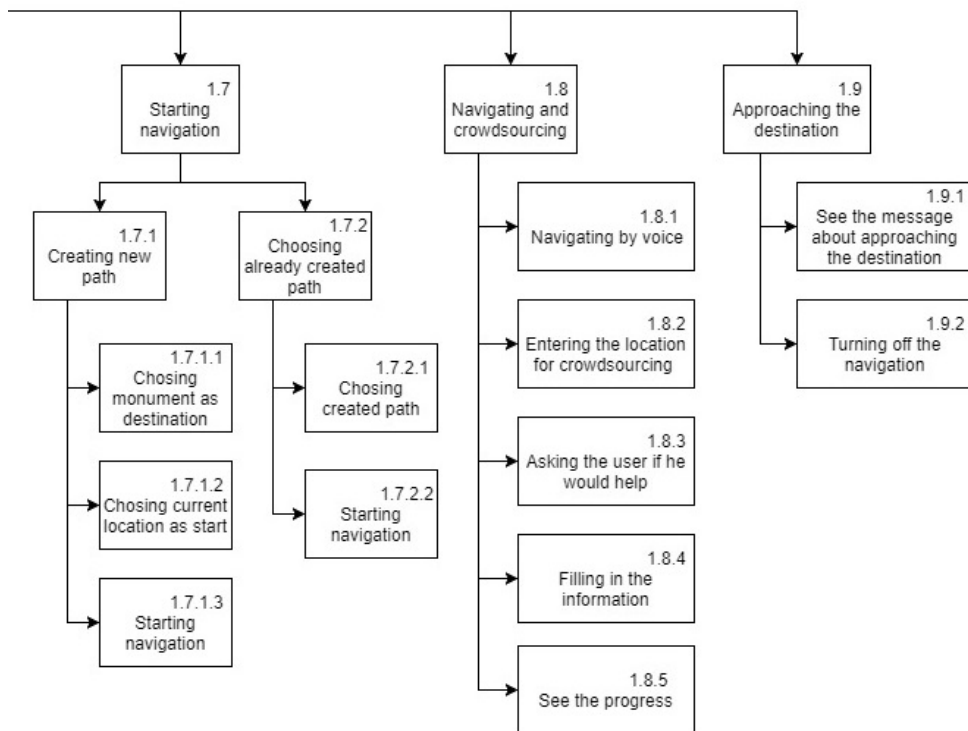 1.7
Starting
navigation
1.8
Navigating and
crowdsourcing
1.9
Approaching the
destination
1.7.1
Creating new
path
1.7.2
Choosing
already created
path
1.7.1.1
Chosing
monument as
destination
1.7.1.2
Chosing current
location as start
1.7.1.3
Starting
navigation
1.7.2.1
Chosing
created path
1.7.2.2
Starting
navigation
1.8.1
Navigating by voice
1.8.2
Entering the location
for crowdsourcing
1.8.3
Asking the user if he
would help
1.8.4
Filling in the
information
1.8.5
See the progress
1.9.1
See the message
about approaching
the destination
1.9.2
Turning off the
navigation